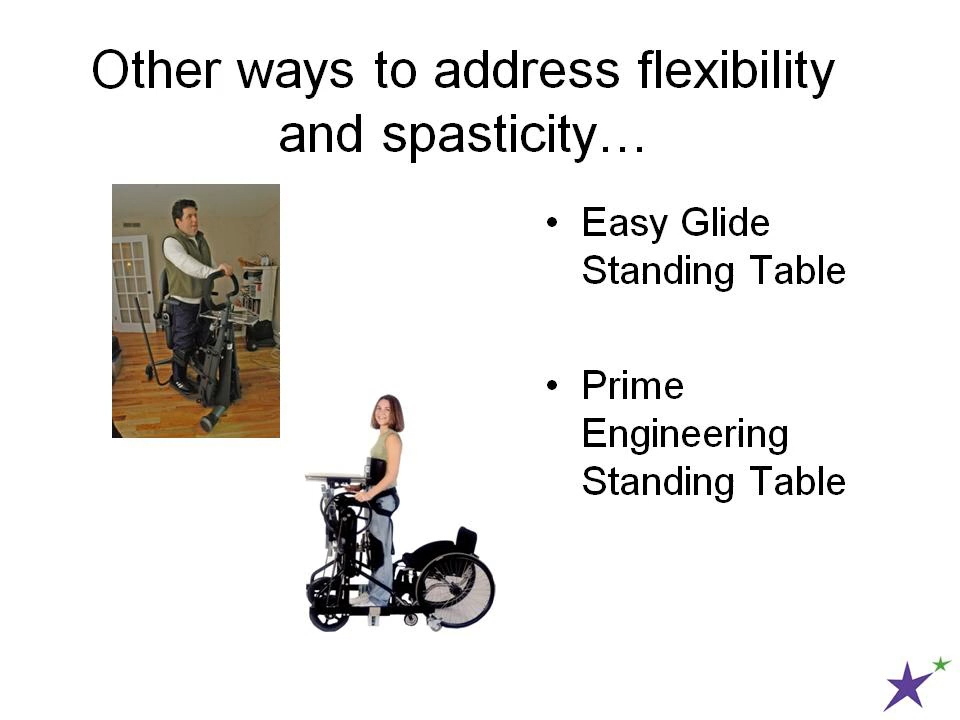 Other ways to address flexibility
and spasticity…
• Easy Glide
Standing Table
• Prime
Engineering
Standing Table